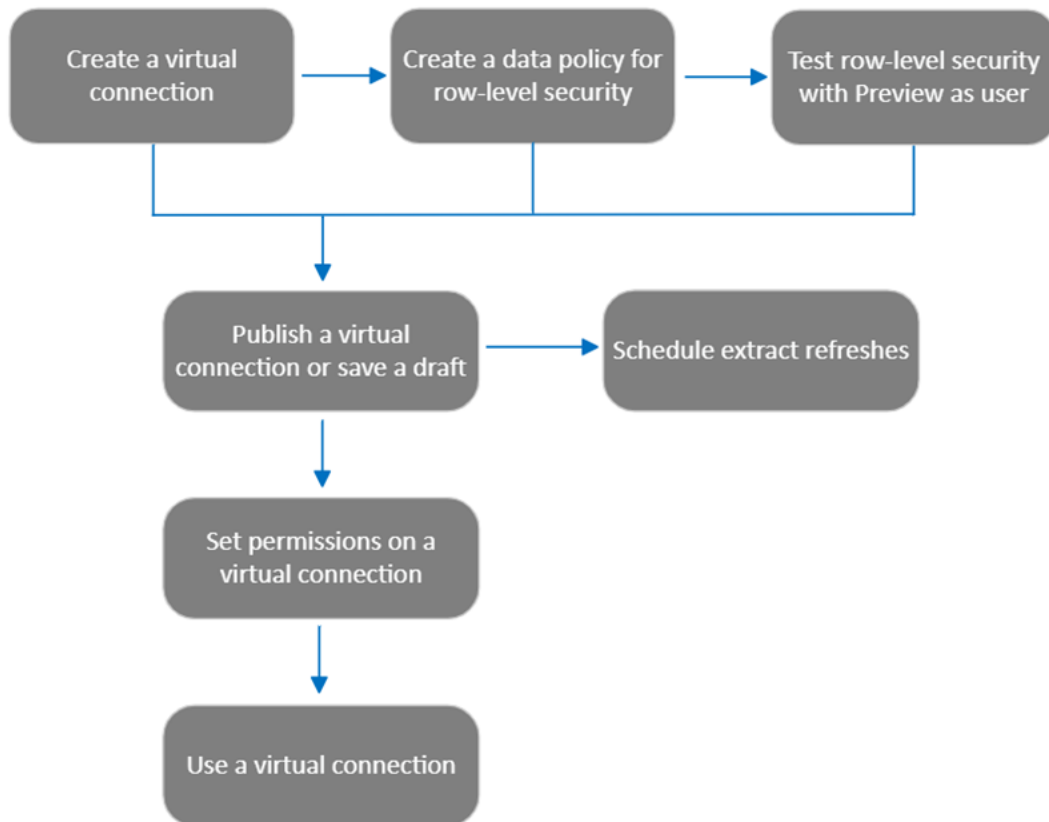 Create a virtual
connection
Create a data policy for
row-level security
Test row-level security
with Preview as user
Publish a virtual
connection or save a draft
Schedule extract refreshes
Set permissions on a
virtual connection
Use a virtual connection